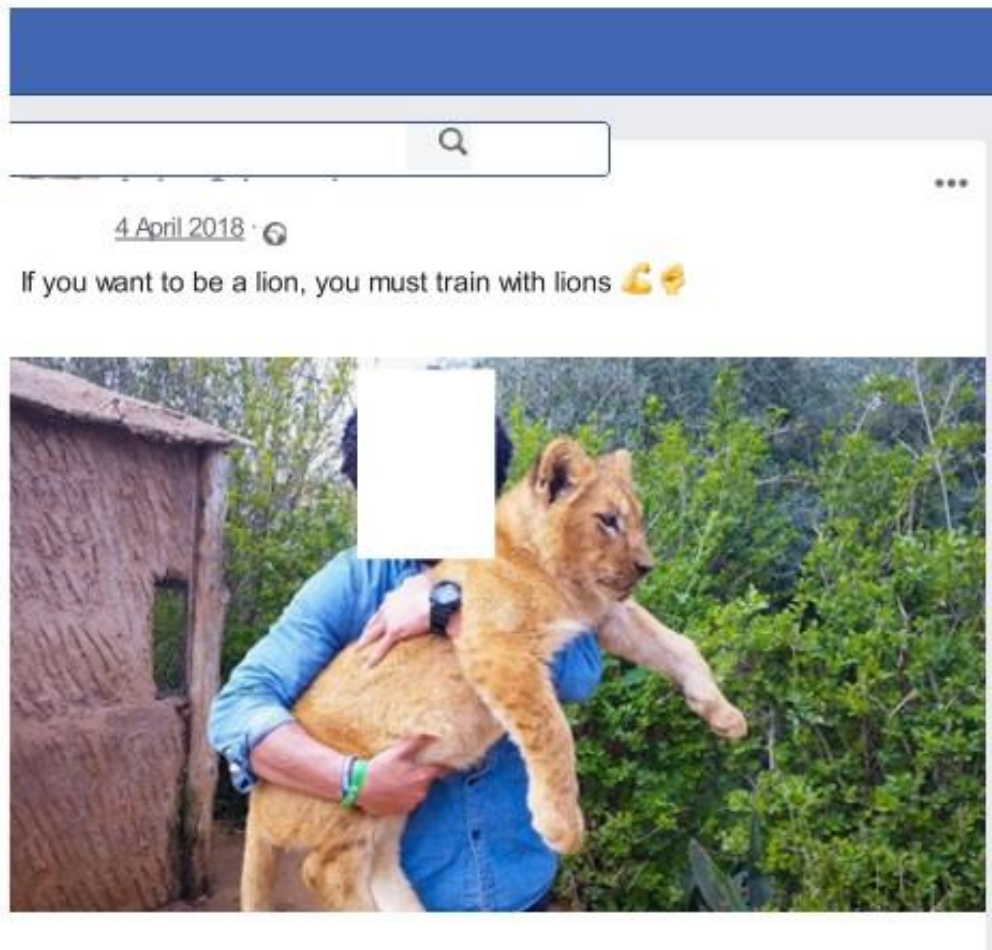 4 April 2018 ·
If you want to be a lion, you must train with lions 💪✊